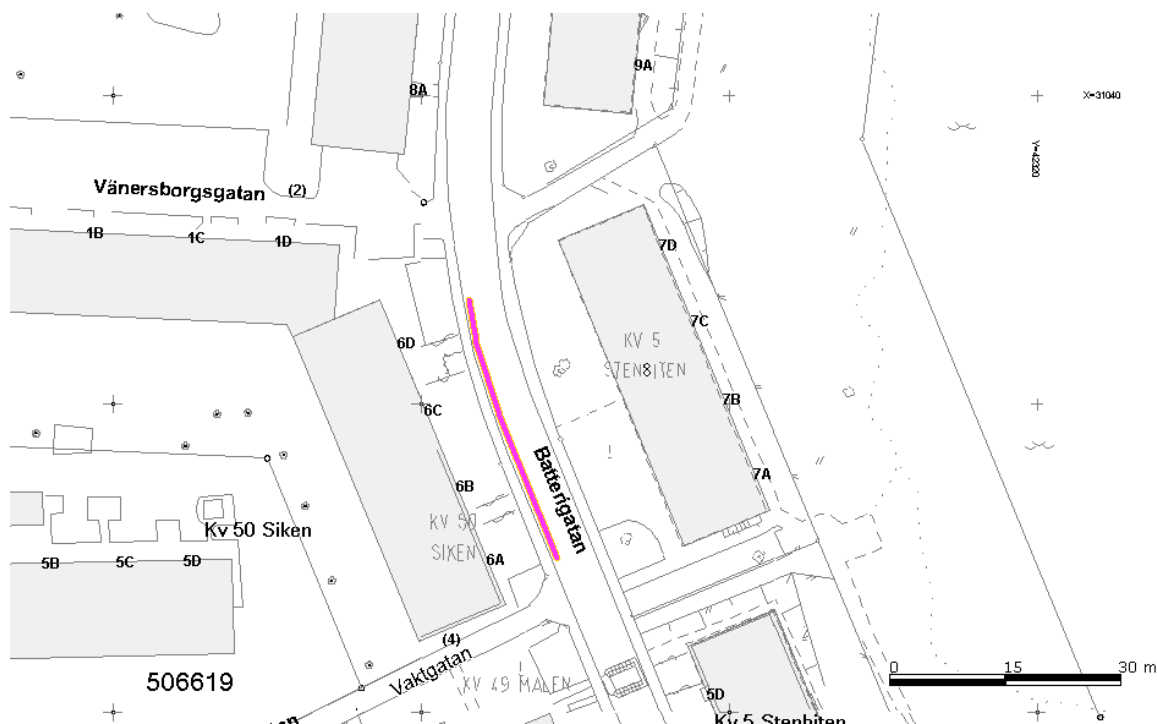 9A
8A
X=31040
Y=42320
Vänersborgsgatan
(2)
1B
1C
1D
7D
7C
6D
KV 5
STENBITEN
8
7B
6C
Batterigatan
7A
6B
KV 50
SIKEN
Kv 50 Siken
6A
5B
5C
5D
(4)
Vaktgatan
506619
KV 49 MALEN
5D
0
15
30 m
Kv 5 Stenbiten